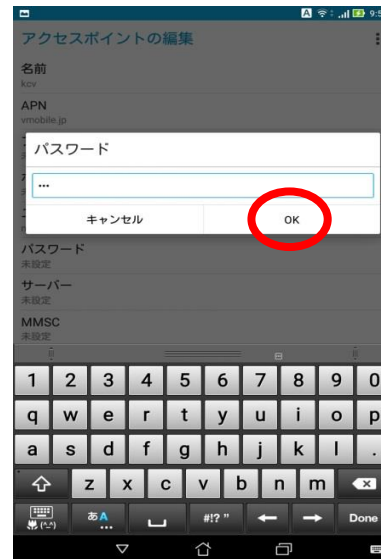 A 9:5
アクセスポイントの編集
名前
kcv
APN
vmobile.jp
パスワード
...
キャンセル OK
パスワード
未設定
サーバー
未設定
MMSC
未設定
1 2 3 4 5 6 7 8 9 0
q w e r t y u i o p
a s d f g h j k l .
z x c v b n m
(^_^) あA... #!?" ← → Done